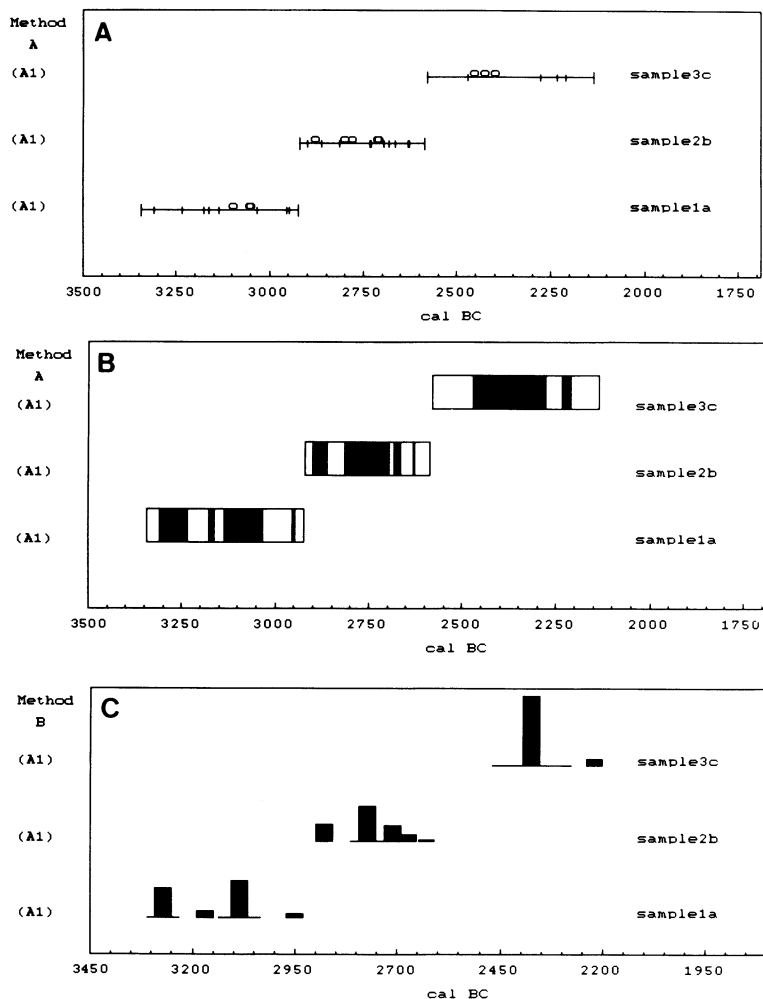 Method A
A
(A1) sample3c
(A1) sample2b
(A1) sample1a
3500 3250 3000 2750 2500 2250 2000 1750
cal BC
Method B
A
(A1) sample3c
(A1) sample2b
(A1) sample1a
3500 3250 3000 2750 2500 2250 2000 1750
cal BC
Method C
B
(A1) sample3c
(A1) sample2b
(A1) sample1a
3450 3200 2950 2700 2450 2200 1950
cal BC